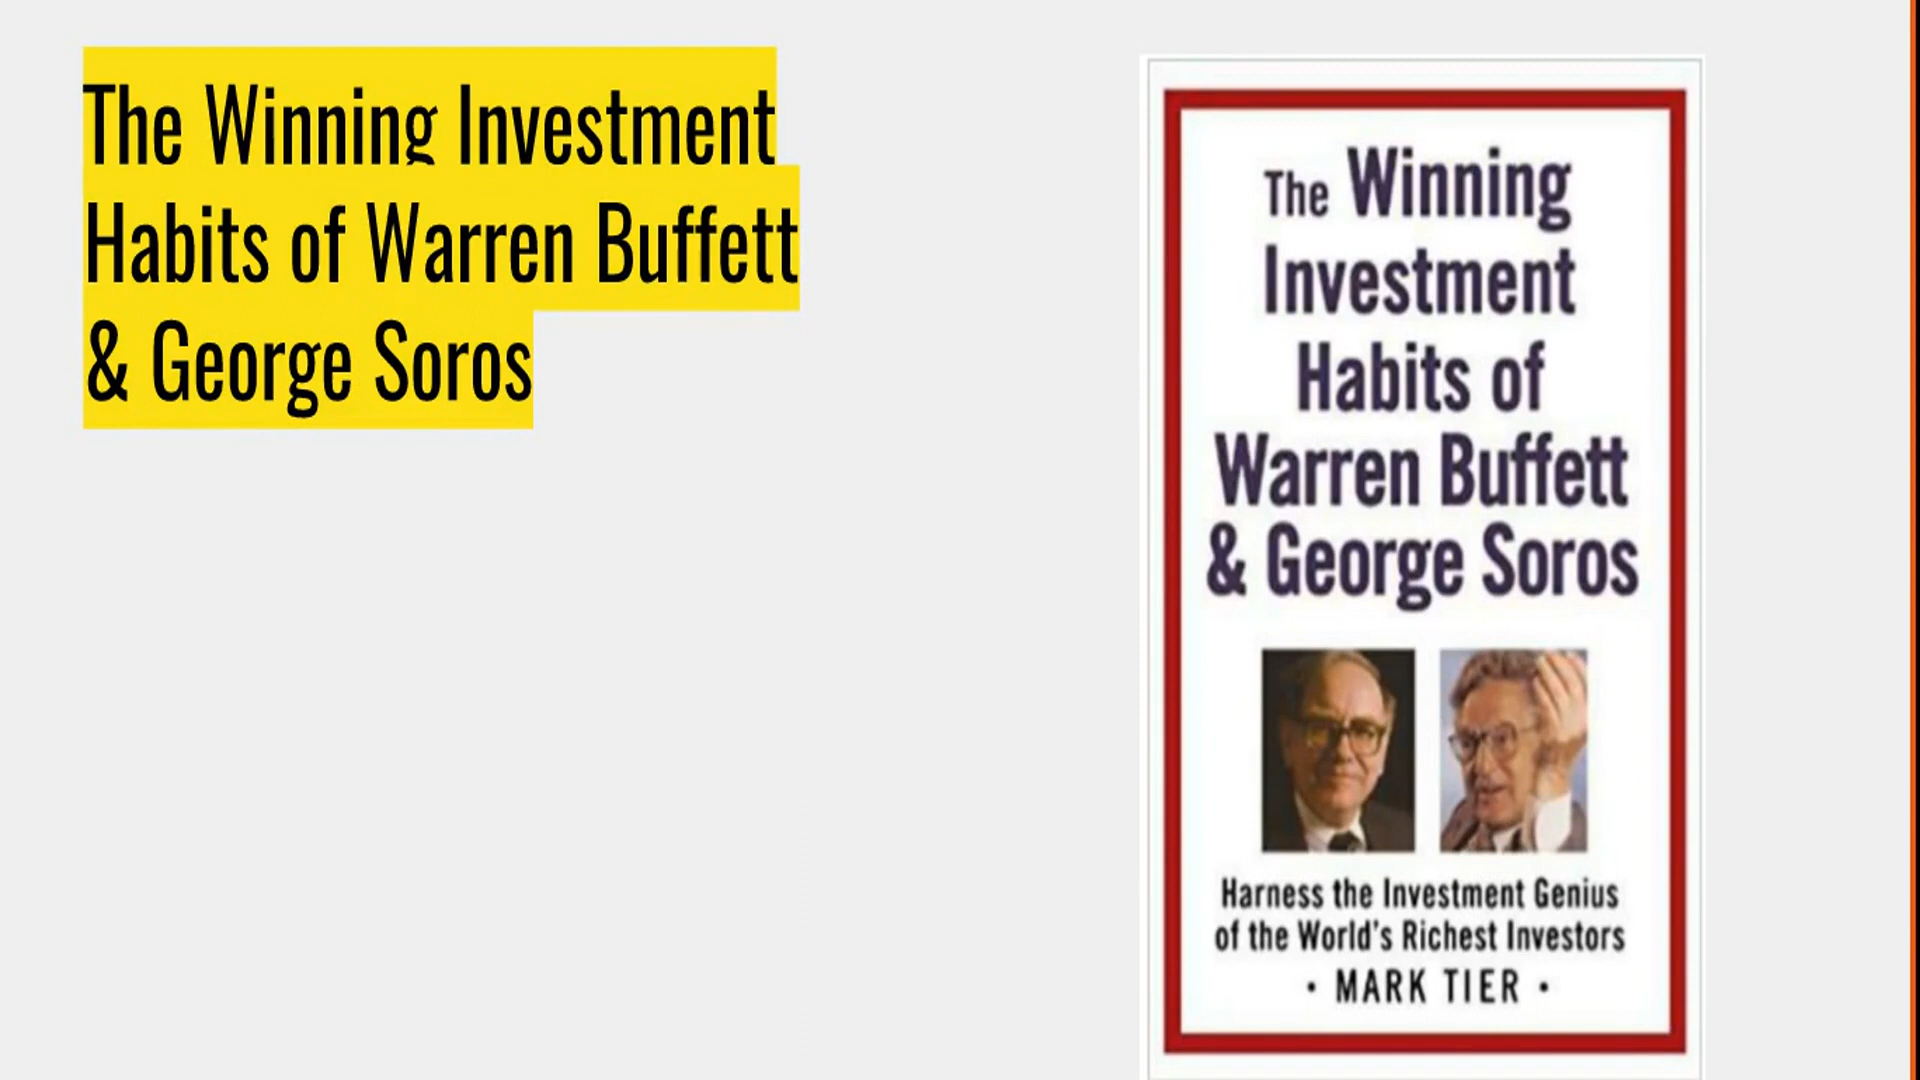 The Winning Investment
Habits of Warren Buffett
& George Soros
The Winning
Investment
Habits of
Warren Buffett
& George Soros
Harness the Investment Genius
of the World's Richest Investors
• MARK TIER •